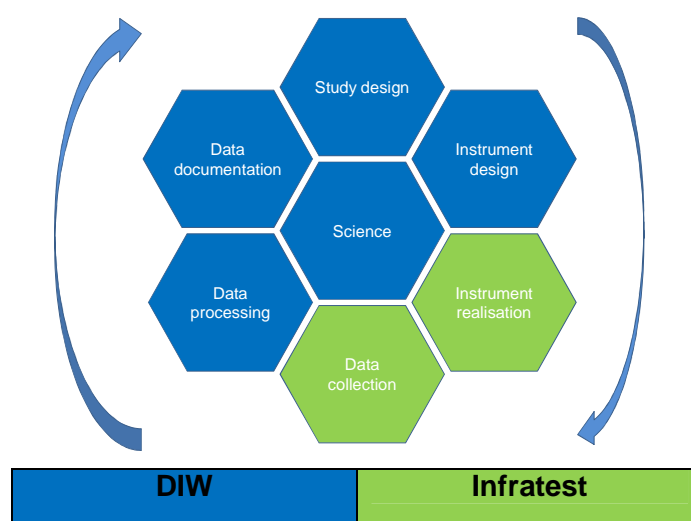 Study design
Data
documentation
Instrument
design
Science
Data
processing
Instrument
realisation
Data
collection
DIW
Infratest